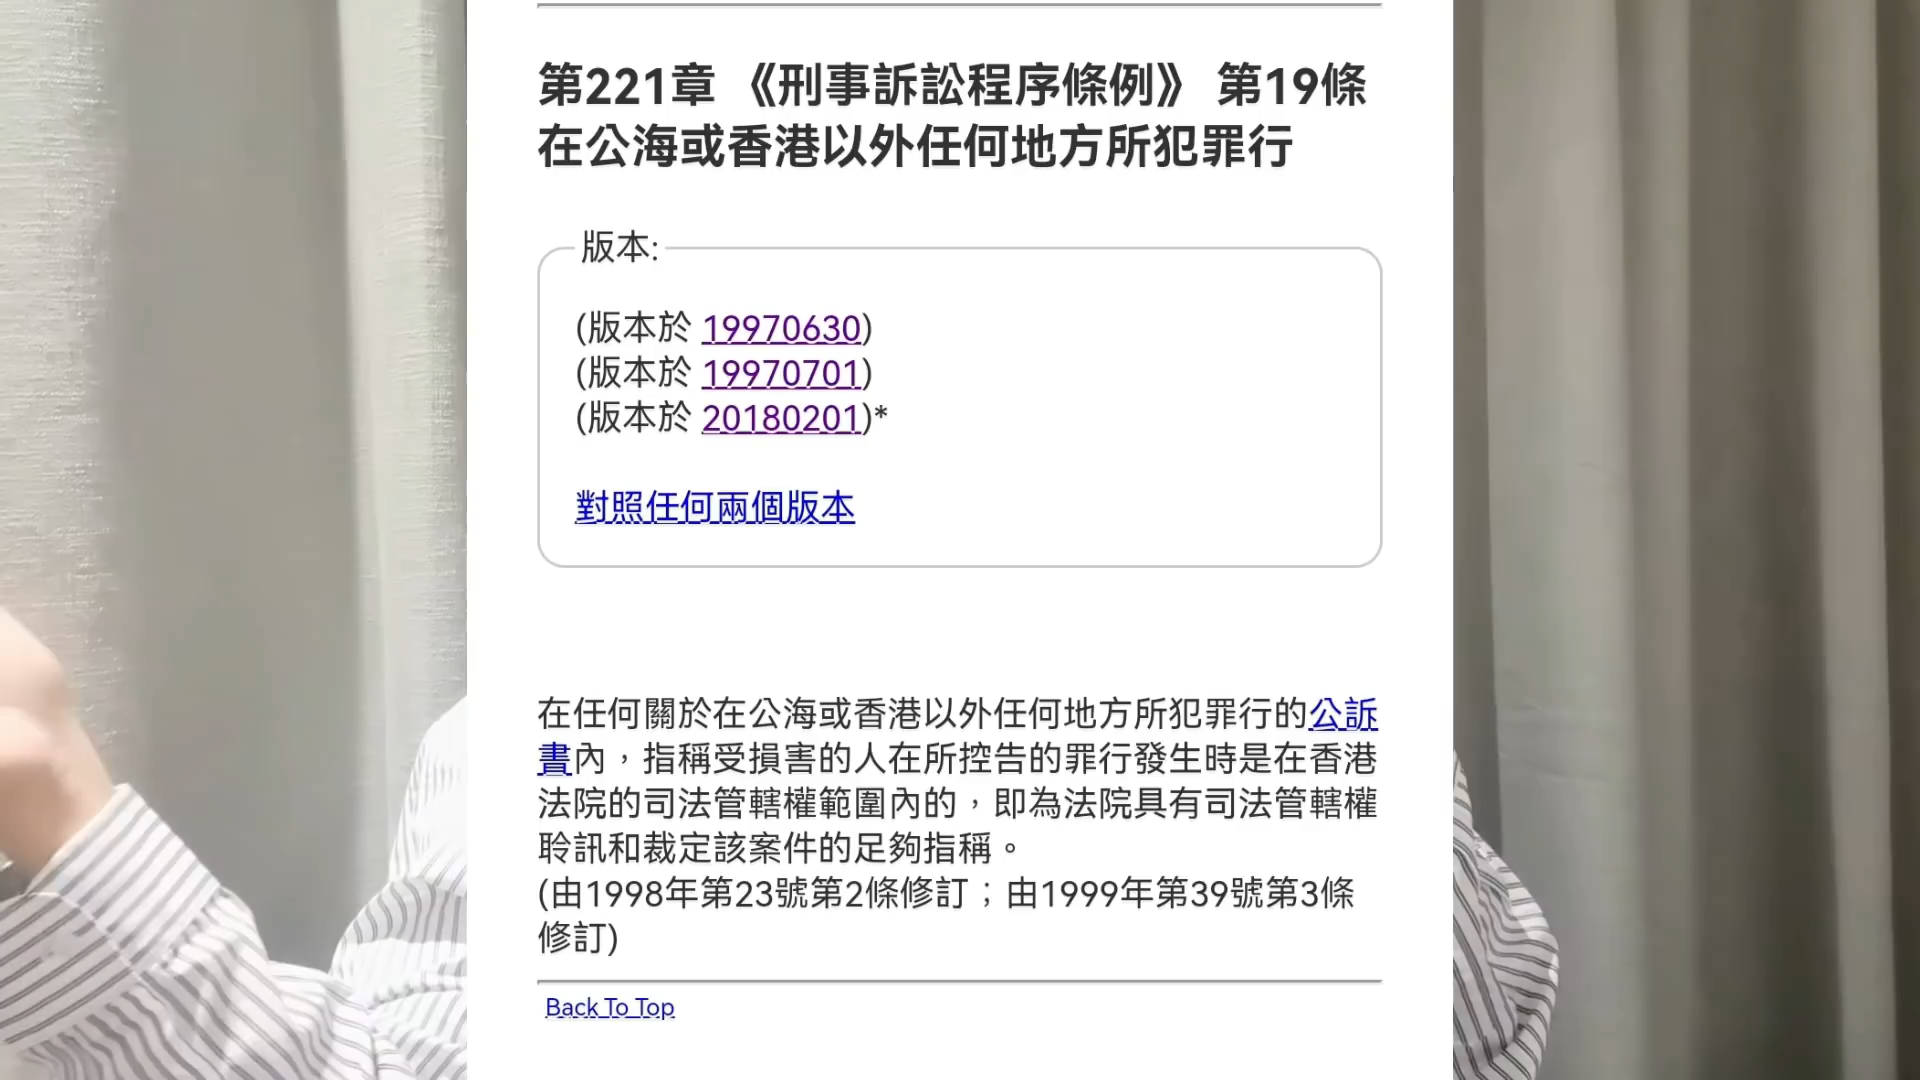 第221章 《刑事訴訟程序條例》 第19條
在公海或香港以外任何地方所犯罪行
版本:
(版本於 19970630)
(版本於 19970701)
(版本於 20180201)*
對照任何兩個版本
在任何關於在公海或香港以外任何地方所犯罪行的公訴
書內，指稱受損害的人在所控告的罪行發生時是在香港
法院的司法管轄權範圍內的，即為法院具有司法管轄權
聆訊和裁定該案件的足夠指稱。
(由1998年第23號第2條修訂；由1999年第39號第3條
修訂)
Back To Top